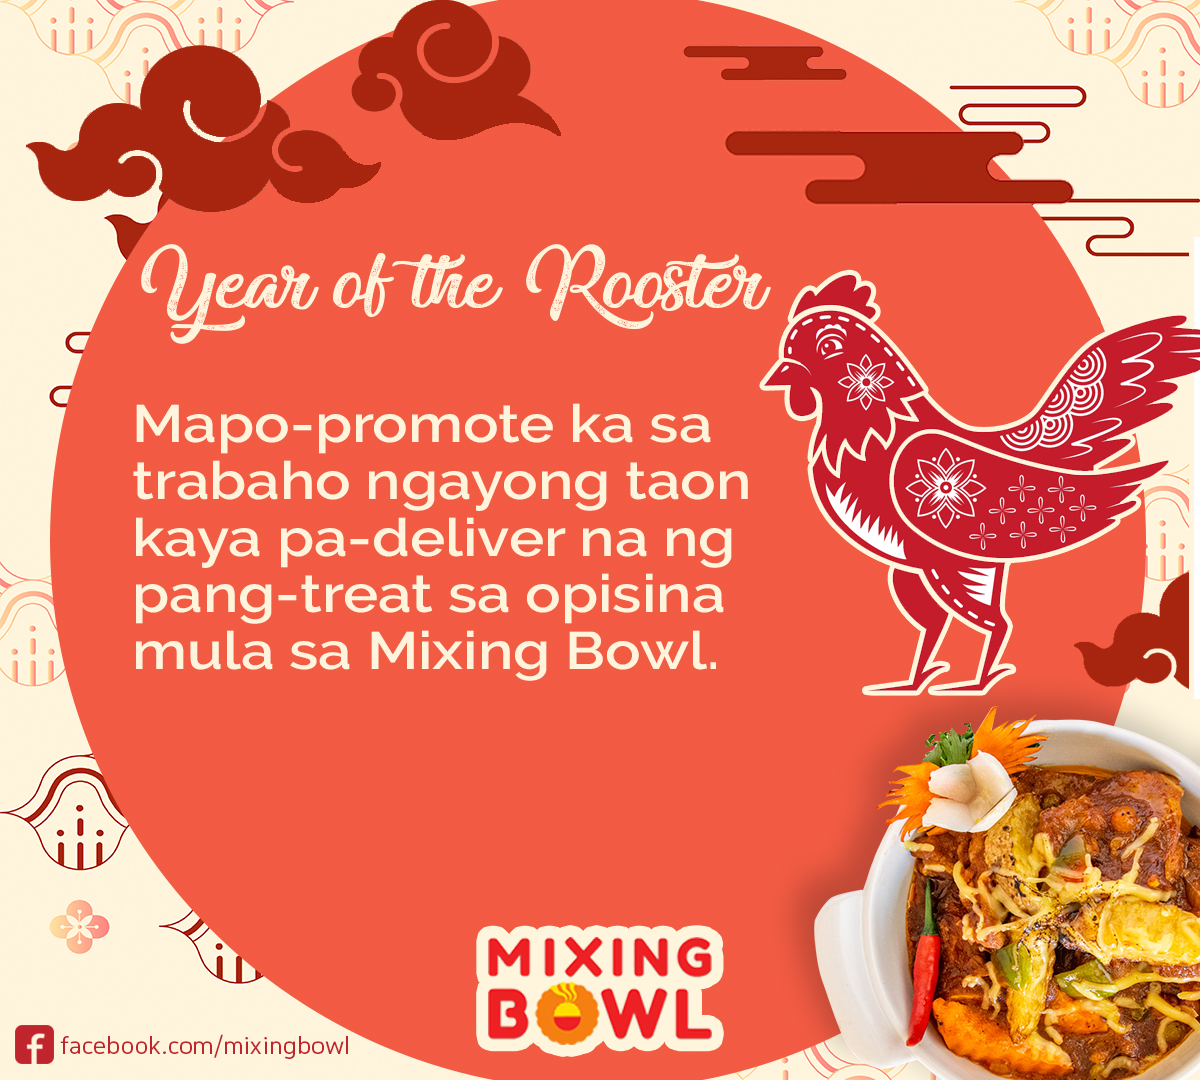 Year of the Rooster
Mapo-promote ka sa
trabaho ngayong taon
kaya pa-deliver na ng
pang-treat sa opisina
mula sa Mixing Bowl.
MIXING
BOWL
facebook.com/mixingbowl